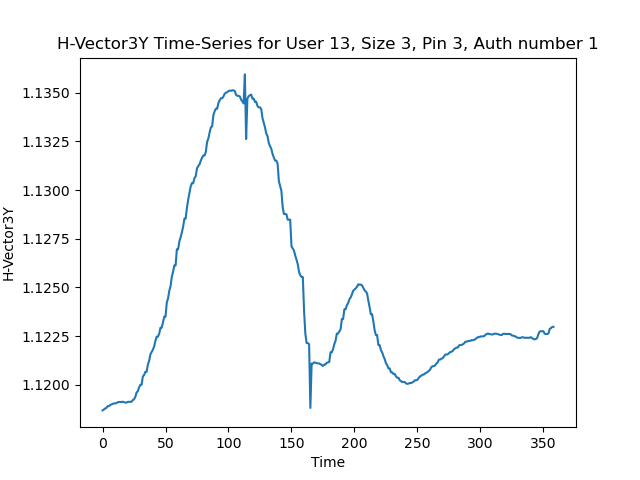 H-Vector3Y Time-Series for User 13, Size 3, Pin 3, Auth number 1
H-Vector3Y
1.1350
1.1325
1.1300
1.1275
1.1250
1.1225
1.1200
0 50 100 150 200 250 300 350
Time